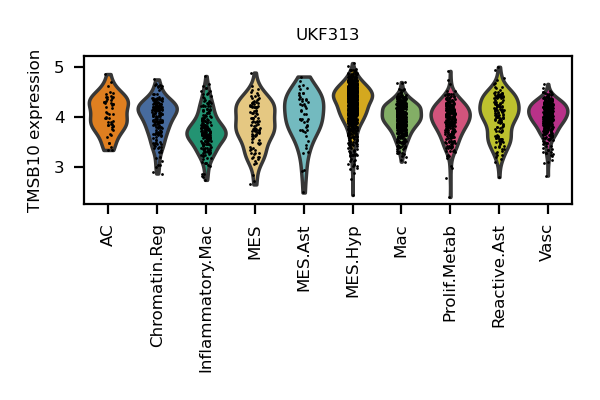 UKF313
TMSB10 expression
5
4
3
AC
Chromatin.Reg
Inflammatory.Mac
MES
MES.Ast
MES.Hyp
Mac
Prolif.Metab
Reactive.Ast
Vasc